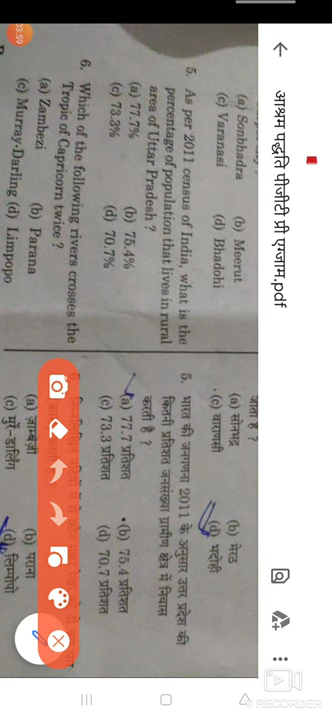 आश्रम पद्धति पीजीटी प्री एग्जाम.pdf
(a) Sonbhadra (b) Meerut
(c) Varanasi (d) Bhadohi
5. As per 2011 census of India, what is the
percentage of population that lives in rural
area of Uttar Pradesh ?
(a) 77.7% (b) 75.4%
(c) 73.3% (d) 70.7%
6. Which of the following rivers crosses the
Tropic of Capricorn twice ?
(a) Zambezi (b) Parana
(c) Murray-Darling (d) Limpopo
जाता है ?
(a) सोनभद्र (b) मेरठ
(c) वाराणसी (d) भदोही
5. भारत की जनगणना 2011 के अनुसार उत्तर प्रदेश की
कितनी प्रतिशत जनसंख्या ग्रामीण क्षेत्र में निवास
करती है ?
(a) 77.7 प्रतिशत (b) 75.4 प्रतिशत
(c) 73.3 प्रतिशत (d) 70.7 प्रतिशत
(a) ज़ाम्बेज़ी (b) पराना
(c) मुर्रे-डार्लिंग (d) लिम्पोपो
33:59
RECORDER